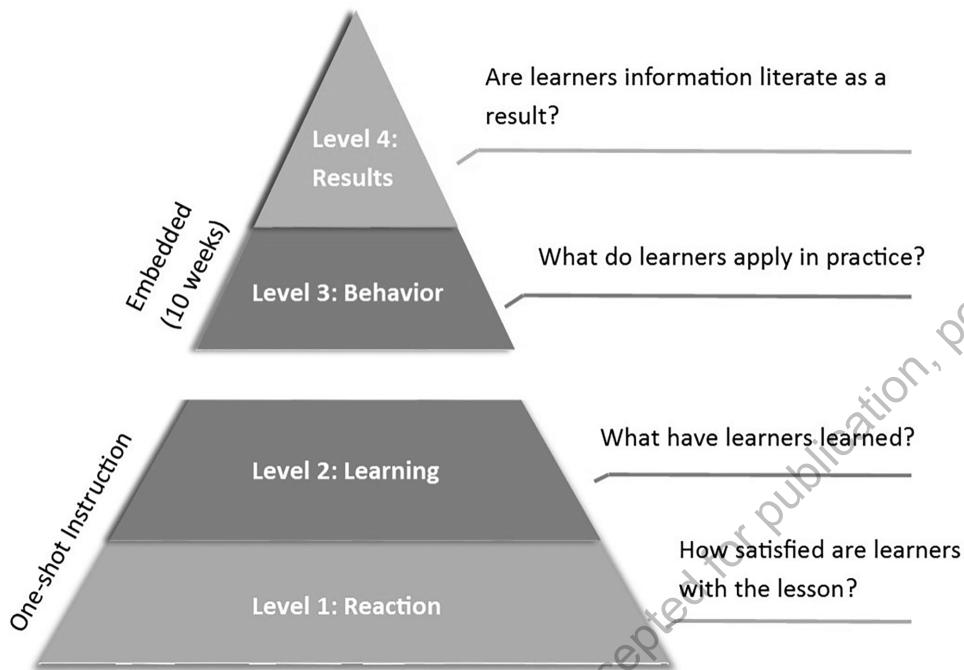 Are learners information literate as a
result?
Level 4:
Results
Embedded
(10 weeks)
What do learners apply in practice?
Level 3: Behavior
What have learners learned?
Level 2: Learning
One-shot Instruction
How satisfied are learners
with the lesson?
Level 1: Reaction
for publication,